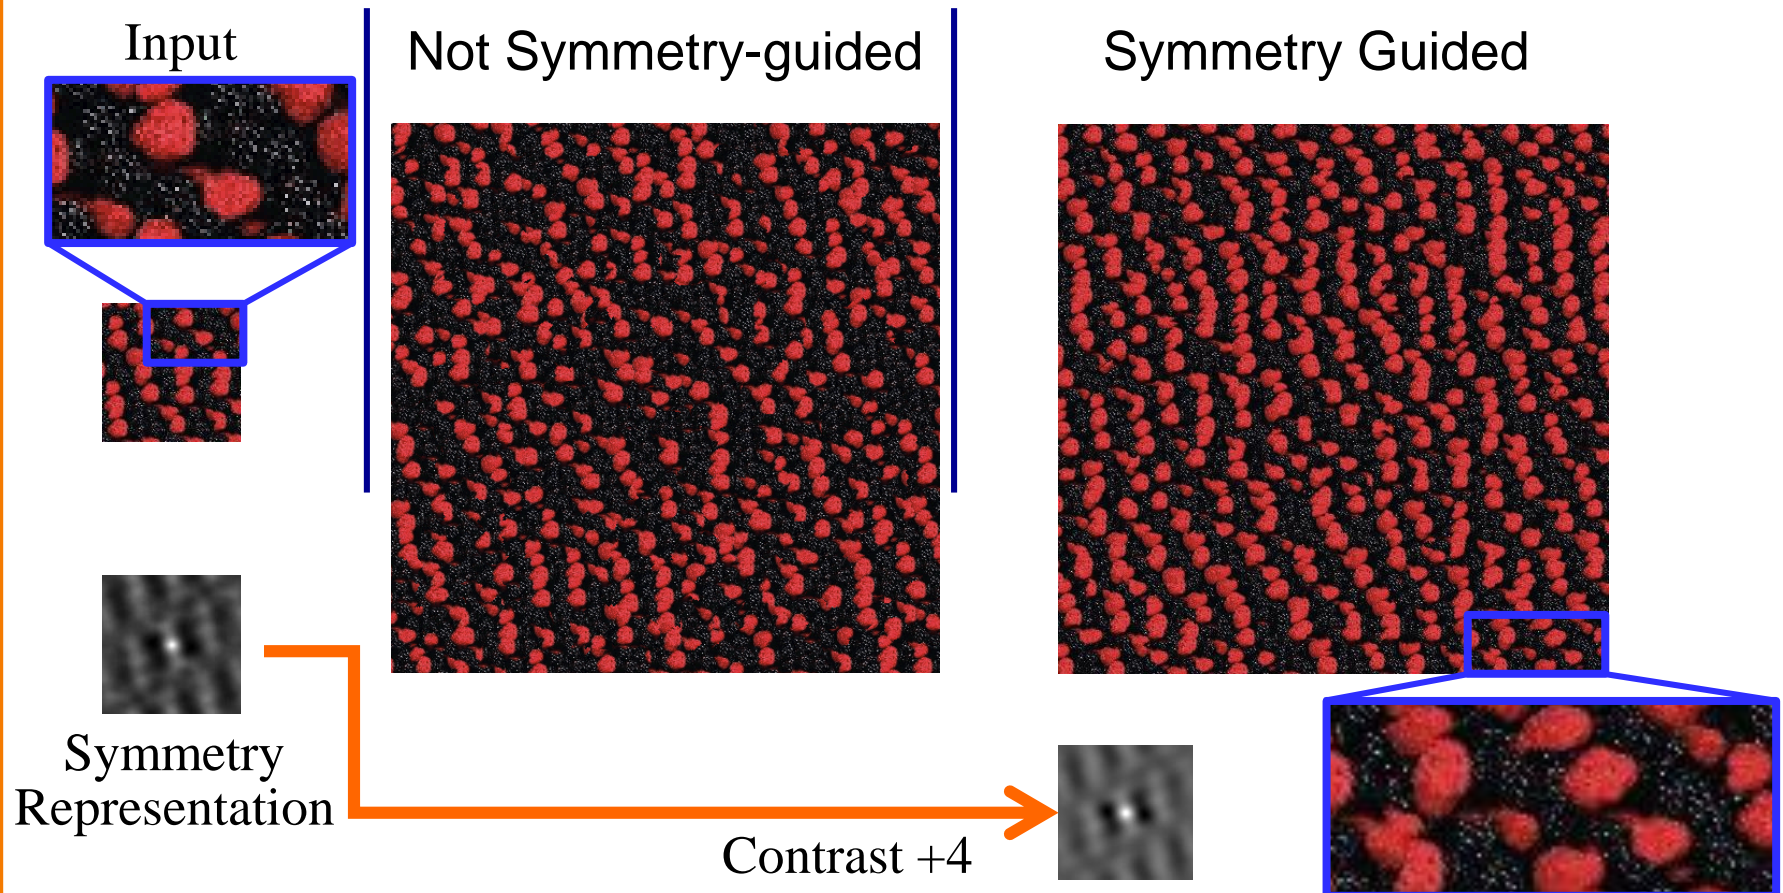 Input
Not Symmetry-guided
Symmetry Guided
Symmetry
Representation
Contrast +4